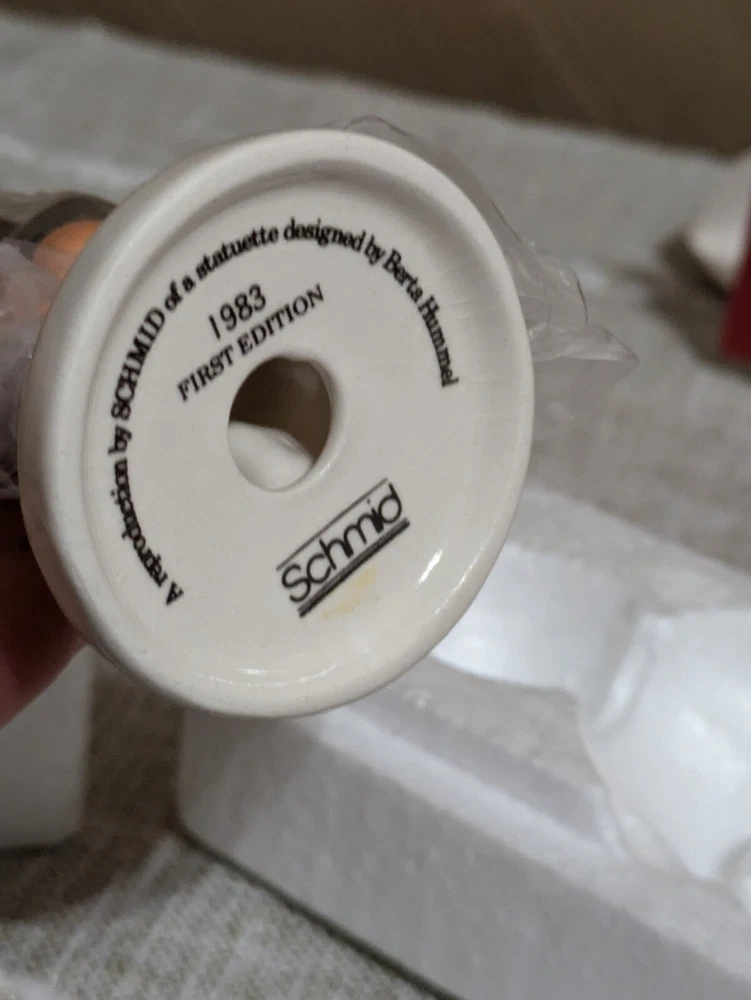 A reproduction by SCHMID of a statuette designed by Berta Hummel
1983
FIRST EDITION
Schmid